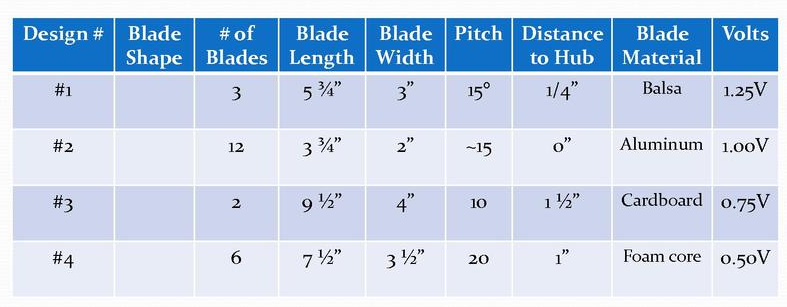 Design # Blade Shape # of Blades Blade Length Blade Width Pitch Distance to Hub Blade Material Volts
#1 3 5 ¾” 3” 15° 1/4” Balsa 1.25V
#2 12 3 ¾” 2” ~15 0” Aluminum 1.00V
#3 2 9 ½” 4” 10 1 ½” Cardboard 0.75V
#4 6 7 ½” 3 ½” 20 1” Foam core 0.50V